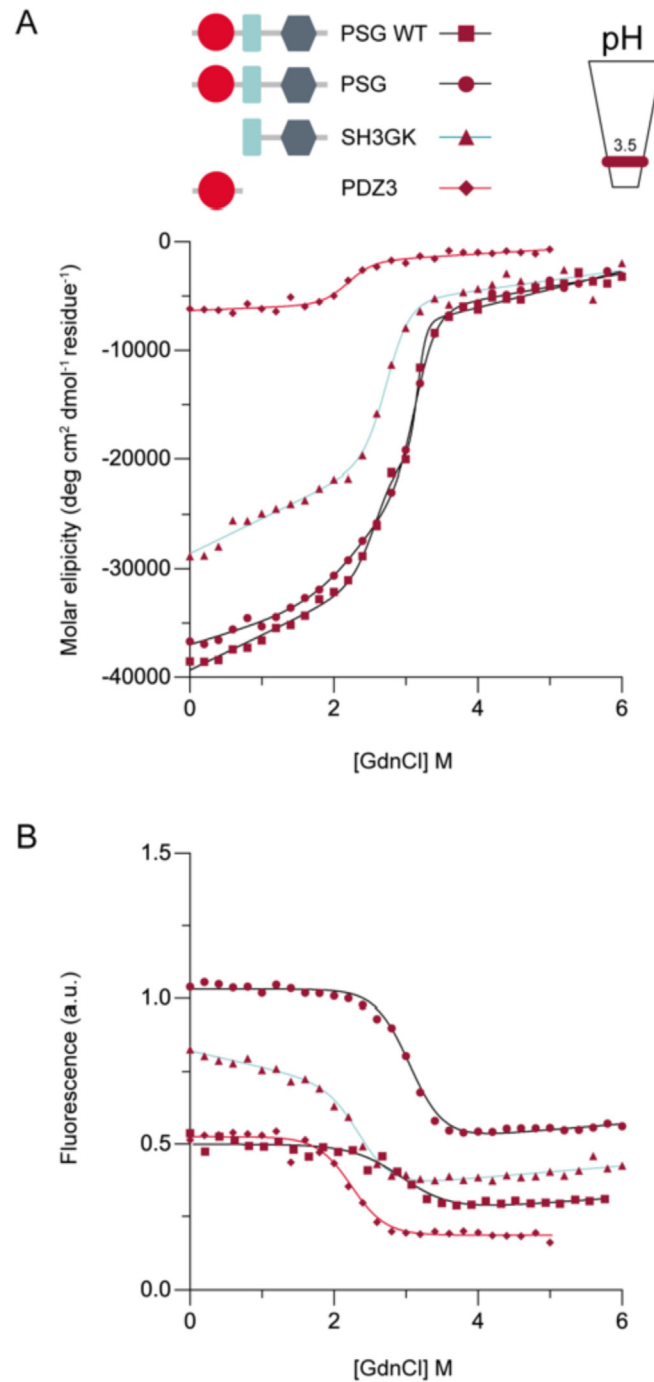 A
PSG WT
PSG
SH3GK
PDZ3
pH
3.5
0
-10000
-20000
-30000
-40000
Molar elipicity (deg cm² dmol⁻¹ residue⁻¹)
0 2 4 6
[GdnCl] M
B
1.5
1.0
0.5
0.0
Fluorescence (a.u.)
0 2 4 6
[GdnCl] M